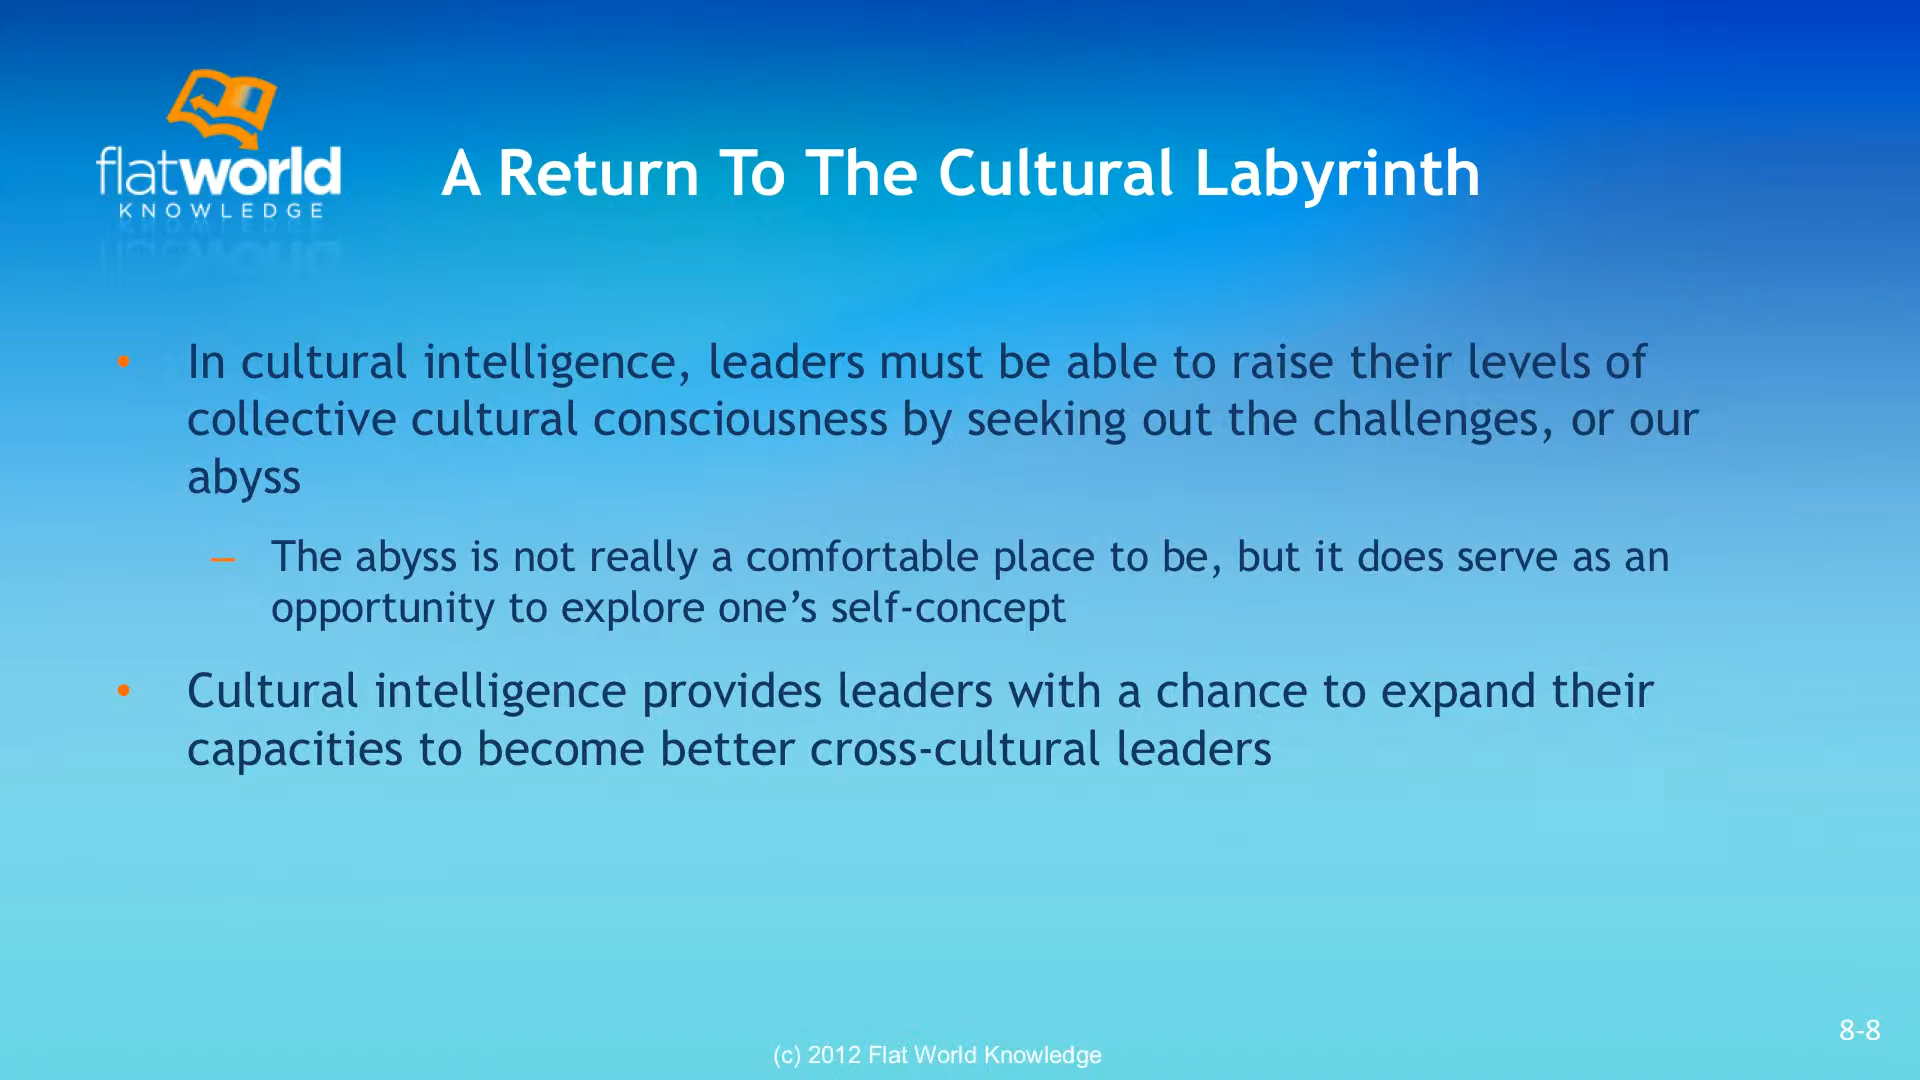 flatworld
KNOWLEDGE
A Return To The Cultural Labyrinth
• In cultural intelligence, leaders must be able to raise their levels of
collective cultural consciousness by seeking out the challenges, or our
abyss
– The abyss is not really a comfortable place to be, but it does serve as an
opportunity to explore one’s self-concept
• Cultural intelligence provides leaders with a chance to expand their
capacities to become better cross-cultural leaders
8-8
(c) 2012 Flat World Knowledge